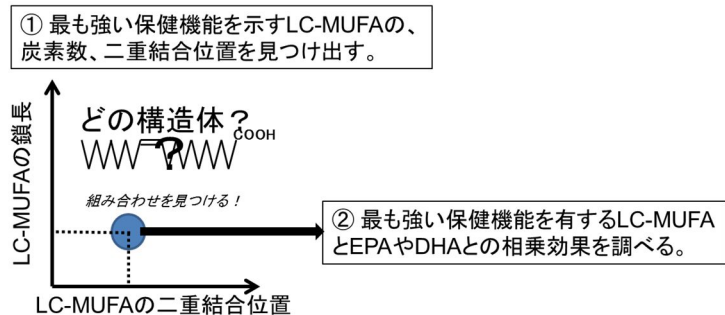 ① 最も強い保健機能を示すLC-MUFAの、
炭素数、二重結合位置を見つけ出す。
どの構造体？
COOH
？
組み合わせを見つける！
LC-MUFAの鎖長
② 最も強い保健機能を有するLC-MUFA
とEPAやDHAとの相乗効果を調べる。
LC-MUFAの二重結合位置